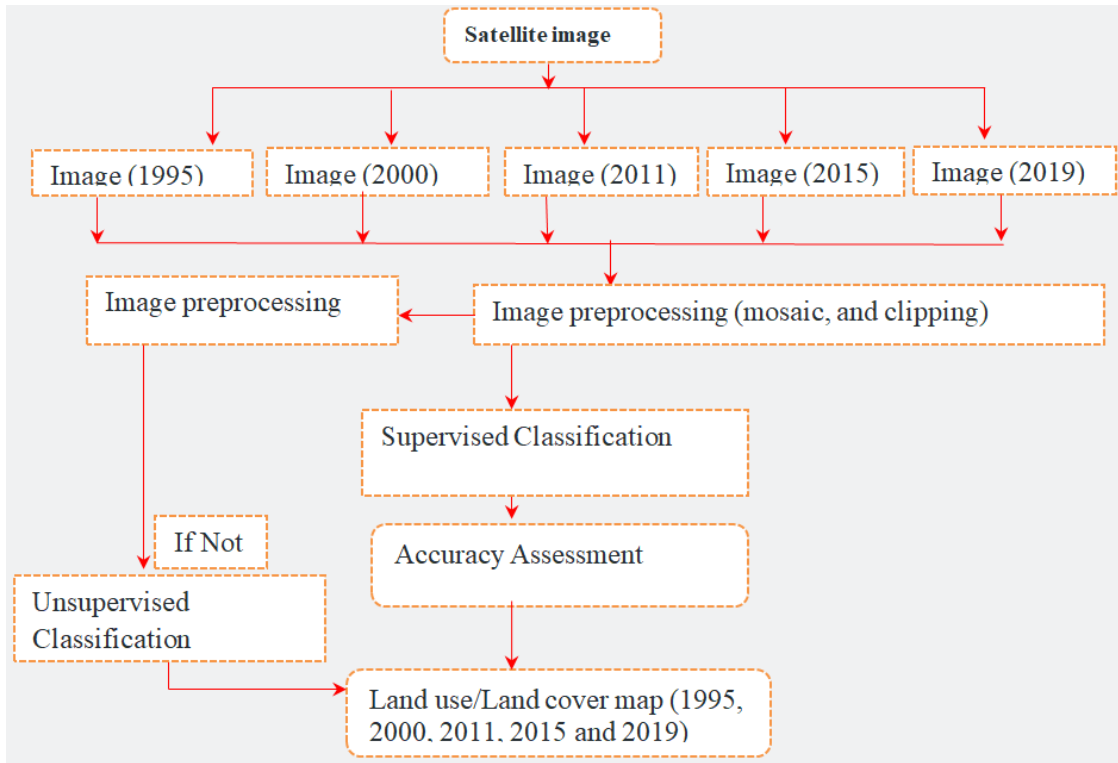 Satellite image
Image (1995)
Image (2000)
Image (2011)
Image (2015)
Image (2019)
Image preprocessing
Image preprocessing (mosaic, and clipping)
Supervised Classification
If Not
Accuracy Assessment
Unsupervised
Classification
Land use/Land cover map (1995,
2000, 2011, 2015 and 2019)